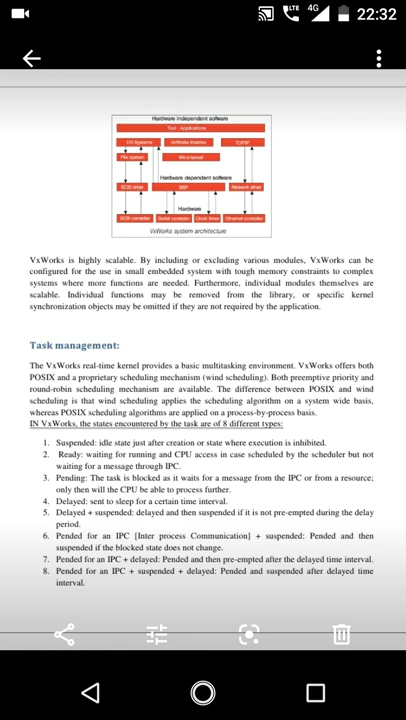 LTE 4G 22:32
Hardware independent software
Tool - Applications
I/O System VxWorks libraries TCP/IP
File system Wind kernel
Hardware dependent software
SCSI driver BSP Network driver
Hardware
SCSI controller Serial controller Clock timer Ethernet controller
VxWorks system architecture
VxWorks is highly scalable. By including or excluding various modules, VxWorks can be
configured for the use in small embedded system with tough memory constraints to complex
systems where more functions are needed. Furthermore, individual modules themselves are
scalable. Individual functions may be removed from the library, or specific kernel
synchronization objects may be omitted if they are not required by the application.
Task management:
The VxWorks real-time kernel provides a basic multitasking environment. VxWorks offers both
POSIX and a proprietary scheduling mechanism (wind scheduling). Both preemptive priority and
round-robin scheduling mechanism are available. The difference between POSIX and wind
scheduling is that wind scheduling applies the scheduling algorithm on a system wide basis,
whereas POSIX scheduling algorithms are applied on a process-by-process basis.
IN VxWorks, the states encountered by the task are of 8 different types:
1. Suspended: idle state just after creation or state where execution is inhibited.
2. Ready: waiting for running and CPU access in case scheduled by the scheduler but not
waiting for a message through IPC.
3. Pending: The task is blocked as it waits for a message from the IPC or from a resource;
only then will the CPU be able to process further.
4. Delayed: sent to sleep for a certain time interval.
5. Delayed + suspended: delayed and then suspended if it is not pre-empted during the delay
period.
6. Pended for an IPC [Inter process Communication] + suspended: Pended and then
suspended if the blocked state does not change.
7. Pended for an IPC + delayed: Pended and then pre-empted after the delayed time interval.
8. Pended for an IPC + suspended + delayed: Pended and suspended after delayed time
interval.